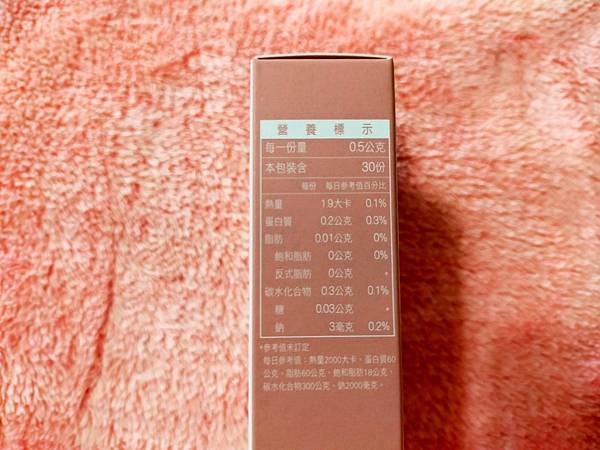 營養標示
每一份量 0.5公克
本包裝含 30份
每份 每日參考值百分比
熱量 1.9大卡 0.1%
蛋白質 0.2公克 0.3%
脂肪 0.01公克 0%
飽和脂肪 0公克 0%
反式脂肪 0公克 *
碳水化合物 0.3公克 0.1%
糖 0.03公克 *
鈉 3毫克 0.2%
*參考值未訂定
每日參考值：熱量2000大卡、蛋白質60
公克、脂肪60公克、飽和脂肪18公克、
碳水化合物300公克、鈉2000毫克。